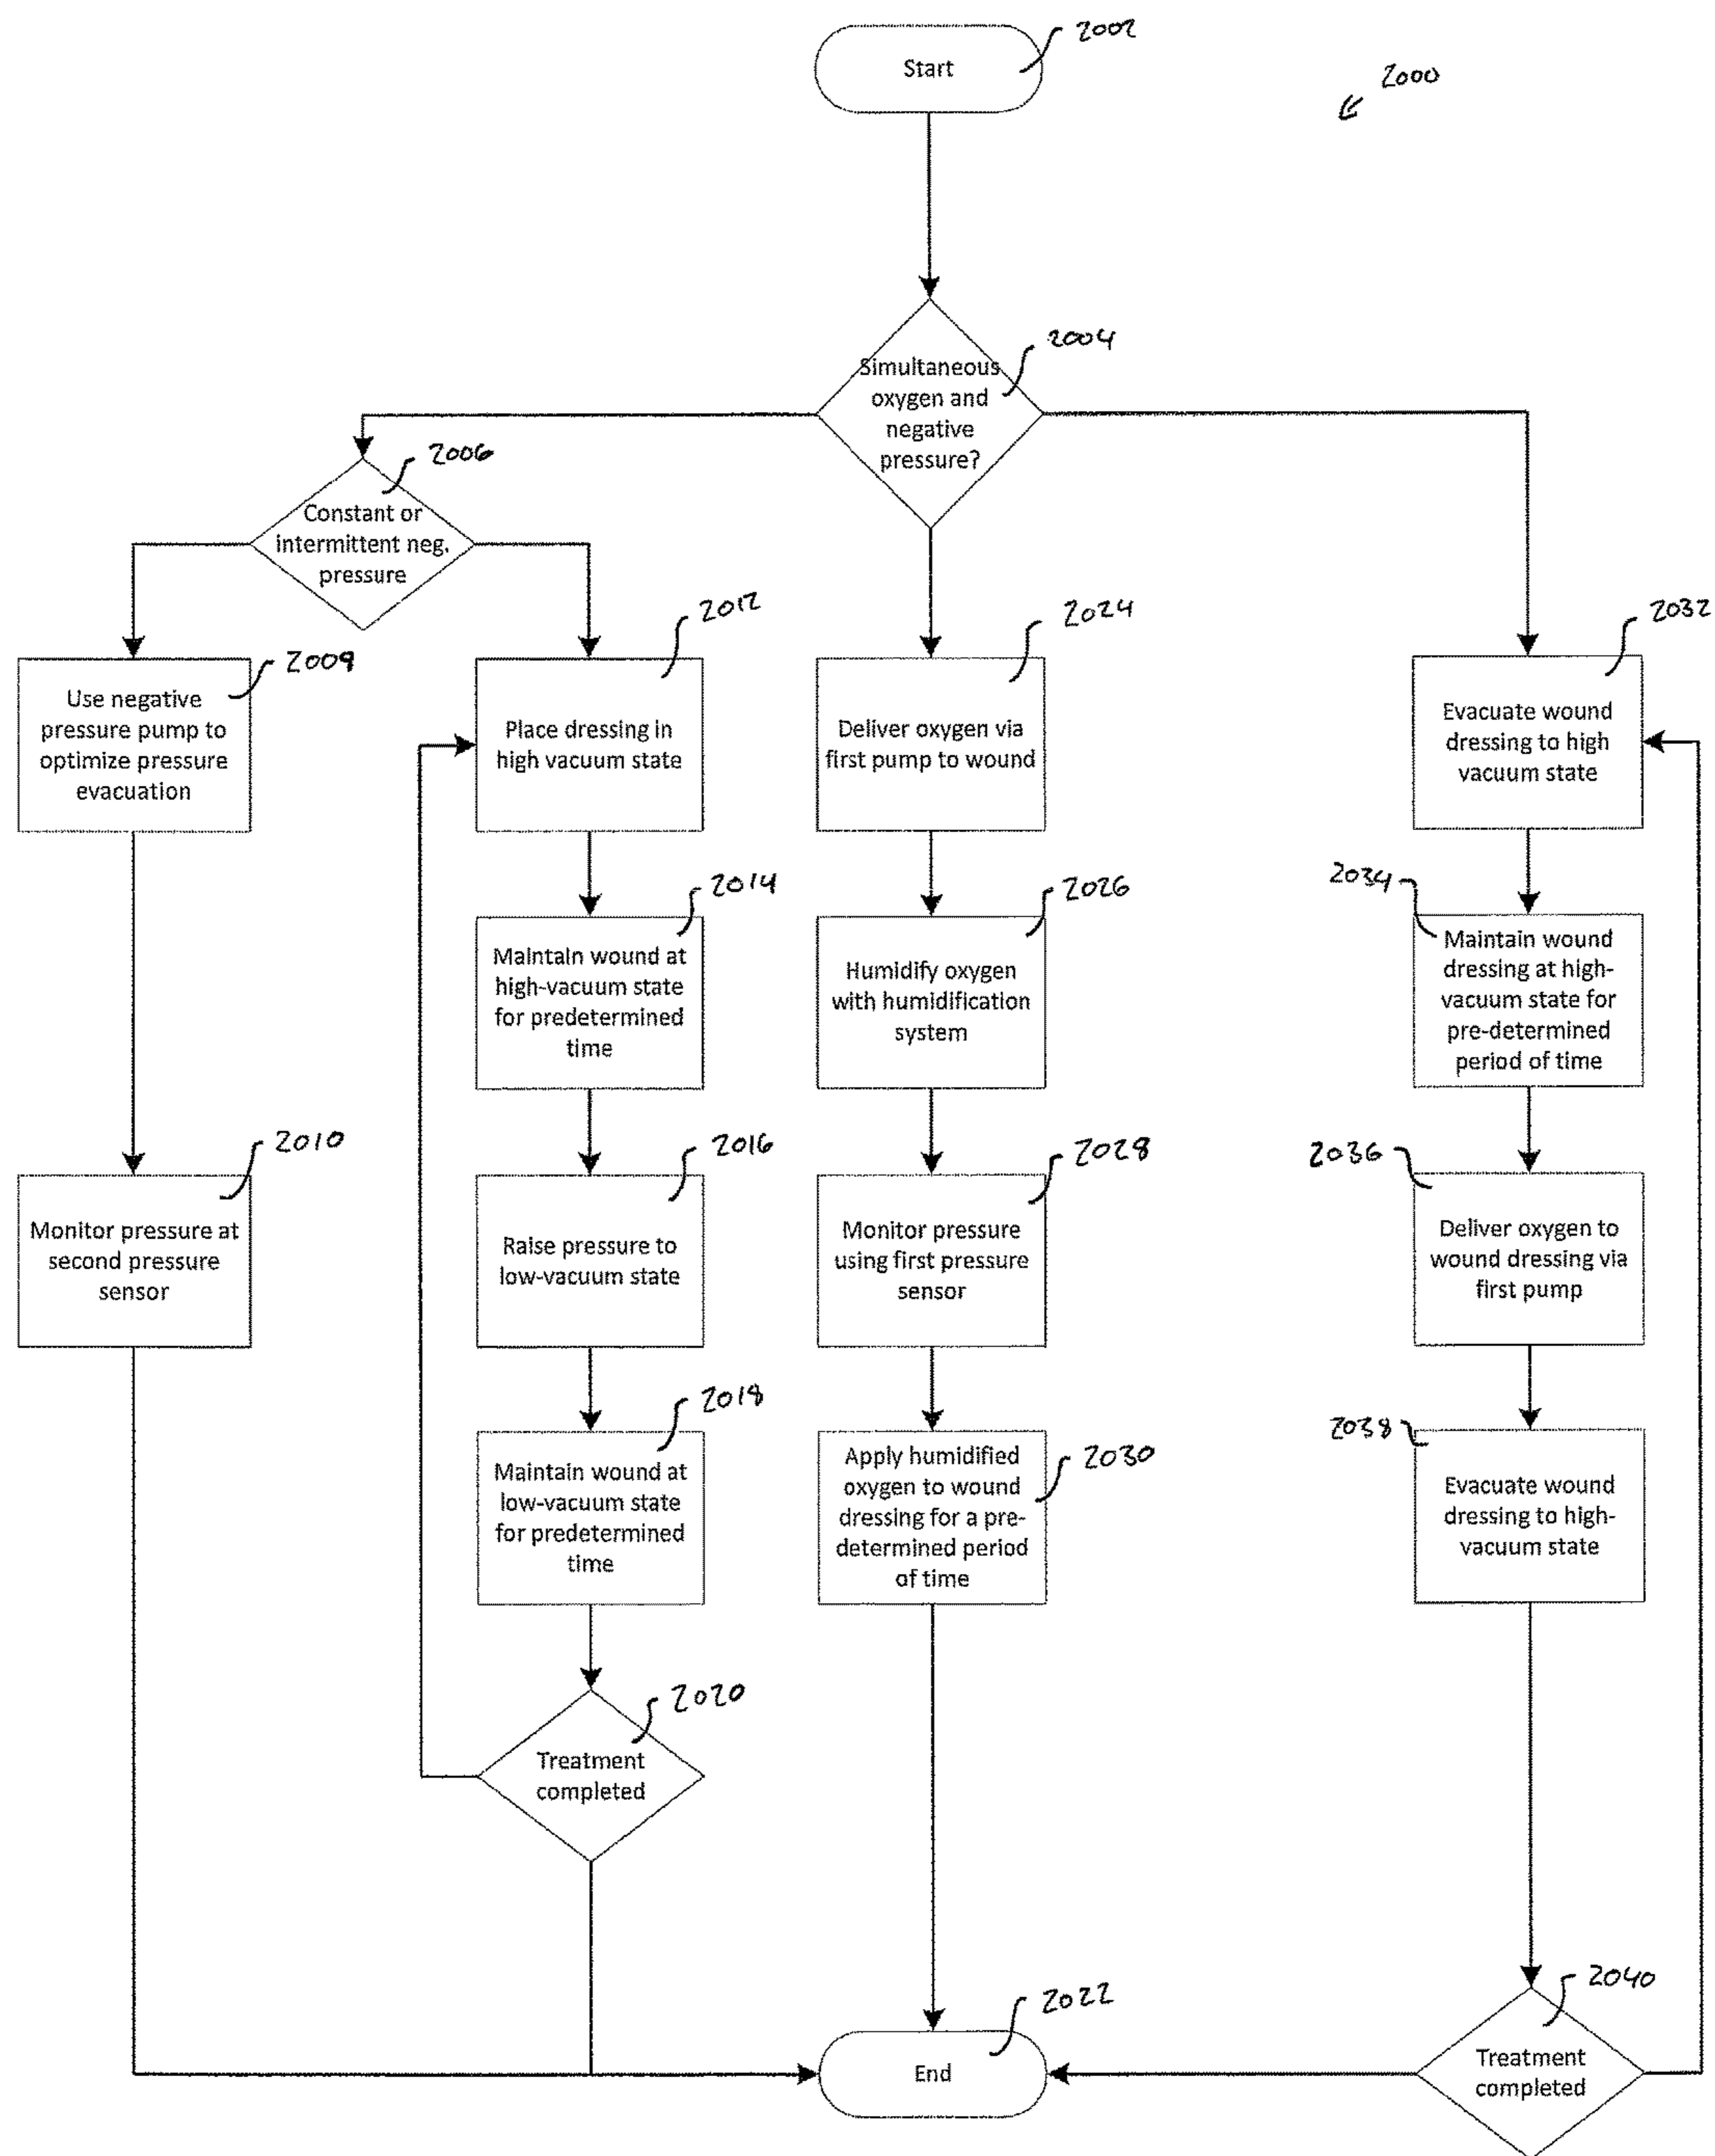 Start
2002
2000
Simultaneous
oxygen and
negative
pressure?
2004
Constant or
intermittent neg.
pressure
2006
Use negative
pressure pump to
optimize pressure
evacuation
2009
Place dressing in
high vacuum state
2012
Deliver oxygen via
first pump to wound
2024
Evacuate wound
dressing to high
vacuum state
2032
Maintain wound at
high-vacuum state
for predetermined
time
2014
Humidify oxygen
with humidification
system
2026
2034
Maintain wound
dressing at high-
vacuum state for
pre-determined
period of time
Monitor pressure at
second pressure
sensor
2010
Raise pressure to
low-vacuum state
2016
Monitor pressure
using first pressure
sensor
2028
2036
Deliver oxygen to
wound dressing via
first pump
Maintain wound at
low-vacuum state
for predetermined
time
2018
Apply humidified
oxygen to wound
dressing for a pre-
determined period
of time
2030
2038
Evacuate wound
dressing to high-
vacuum state
Treatment
completed
2020
End
2022
Treatment
completed
2040